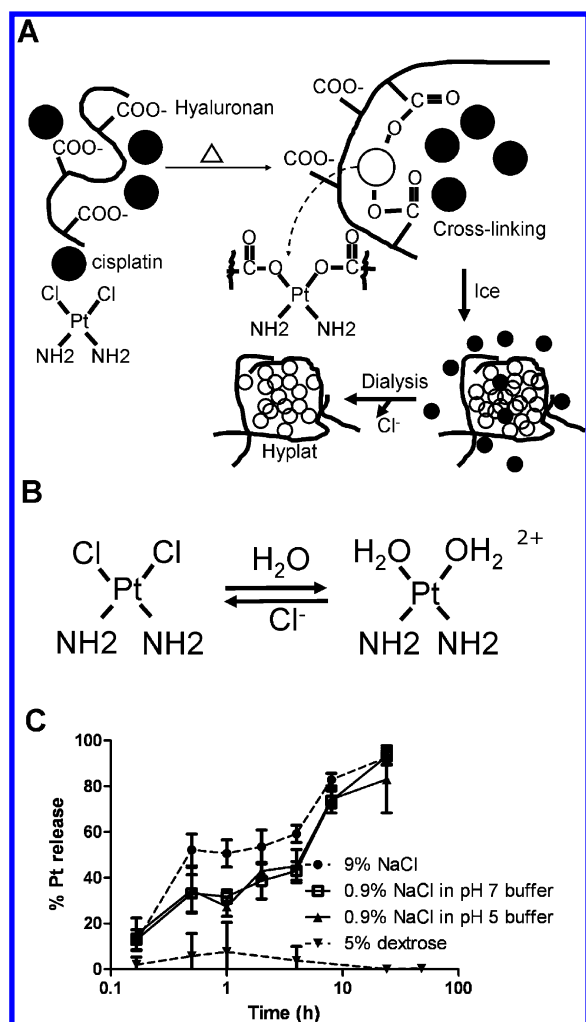 A
COO-
Hyaluronan
COO-
COO-
cisplatin
Cl Cl
Pt
NH2 NH2
△
COO-
C O
O
COO-
O
C
O
Cross-linking
O O
C O O C
Pt
NH2 NH2
Ice
Dialysis
Cl-
Hyplat
B
Cl Cl
Pt
NH2 NH2
H2O
Cl-
H2O OH2 2+
Pt
NH2 NH2
C
% Pt release
100
80
60
40
20
0
9% NaCl
0.9% NaCl in pH 7 buffer
0.9% NaCl in pH 5 buffer
5% dextrose
0.1 1 10 100
Time (h)